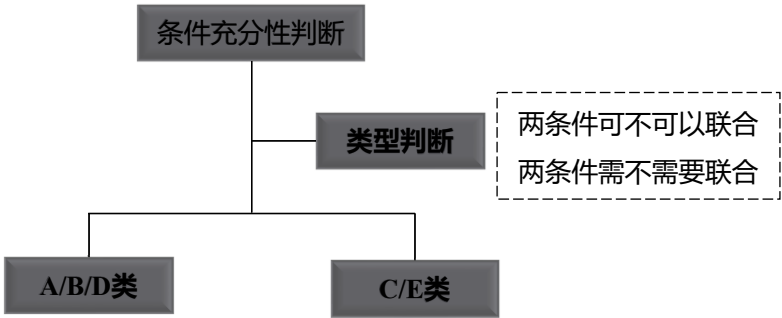 条件充分性判断
类型判断
两条件可不可以联合
两条件需不需要联合
A/B/D类
C/E类